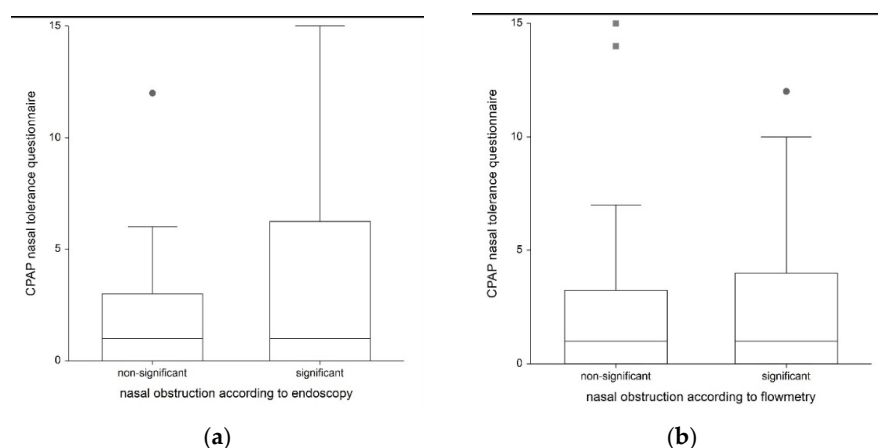 15
10
5
0
CPAP nasal tolerance questionnaire
non-significant
significant
nasal obstruction according to endoscopy
(a)
15
10
5
0
CPAP nasal tolerance questionnaire
non-significant
significant
nasal obstruction according to flowmetry
(b)